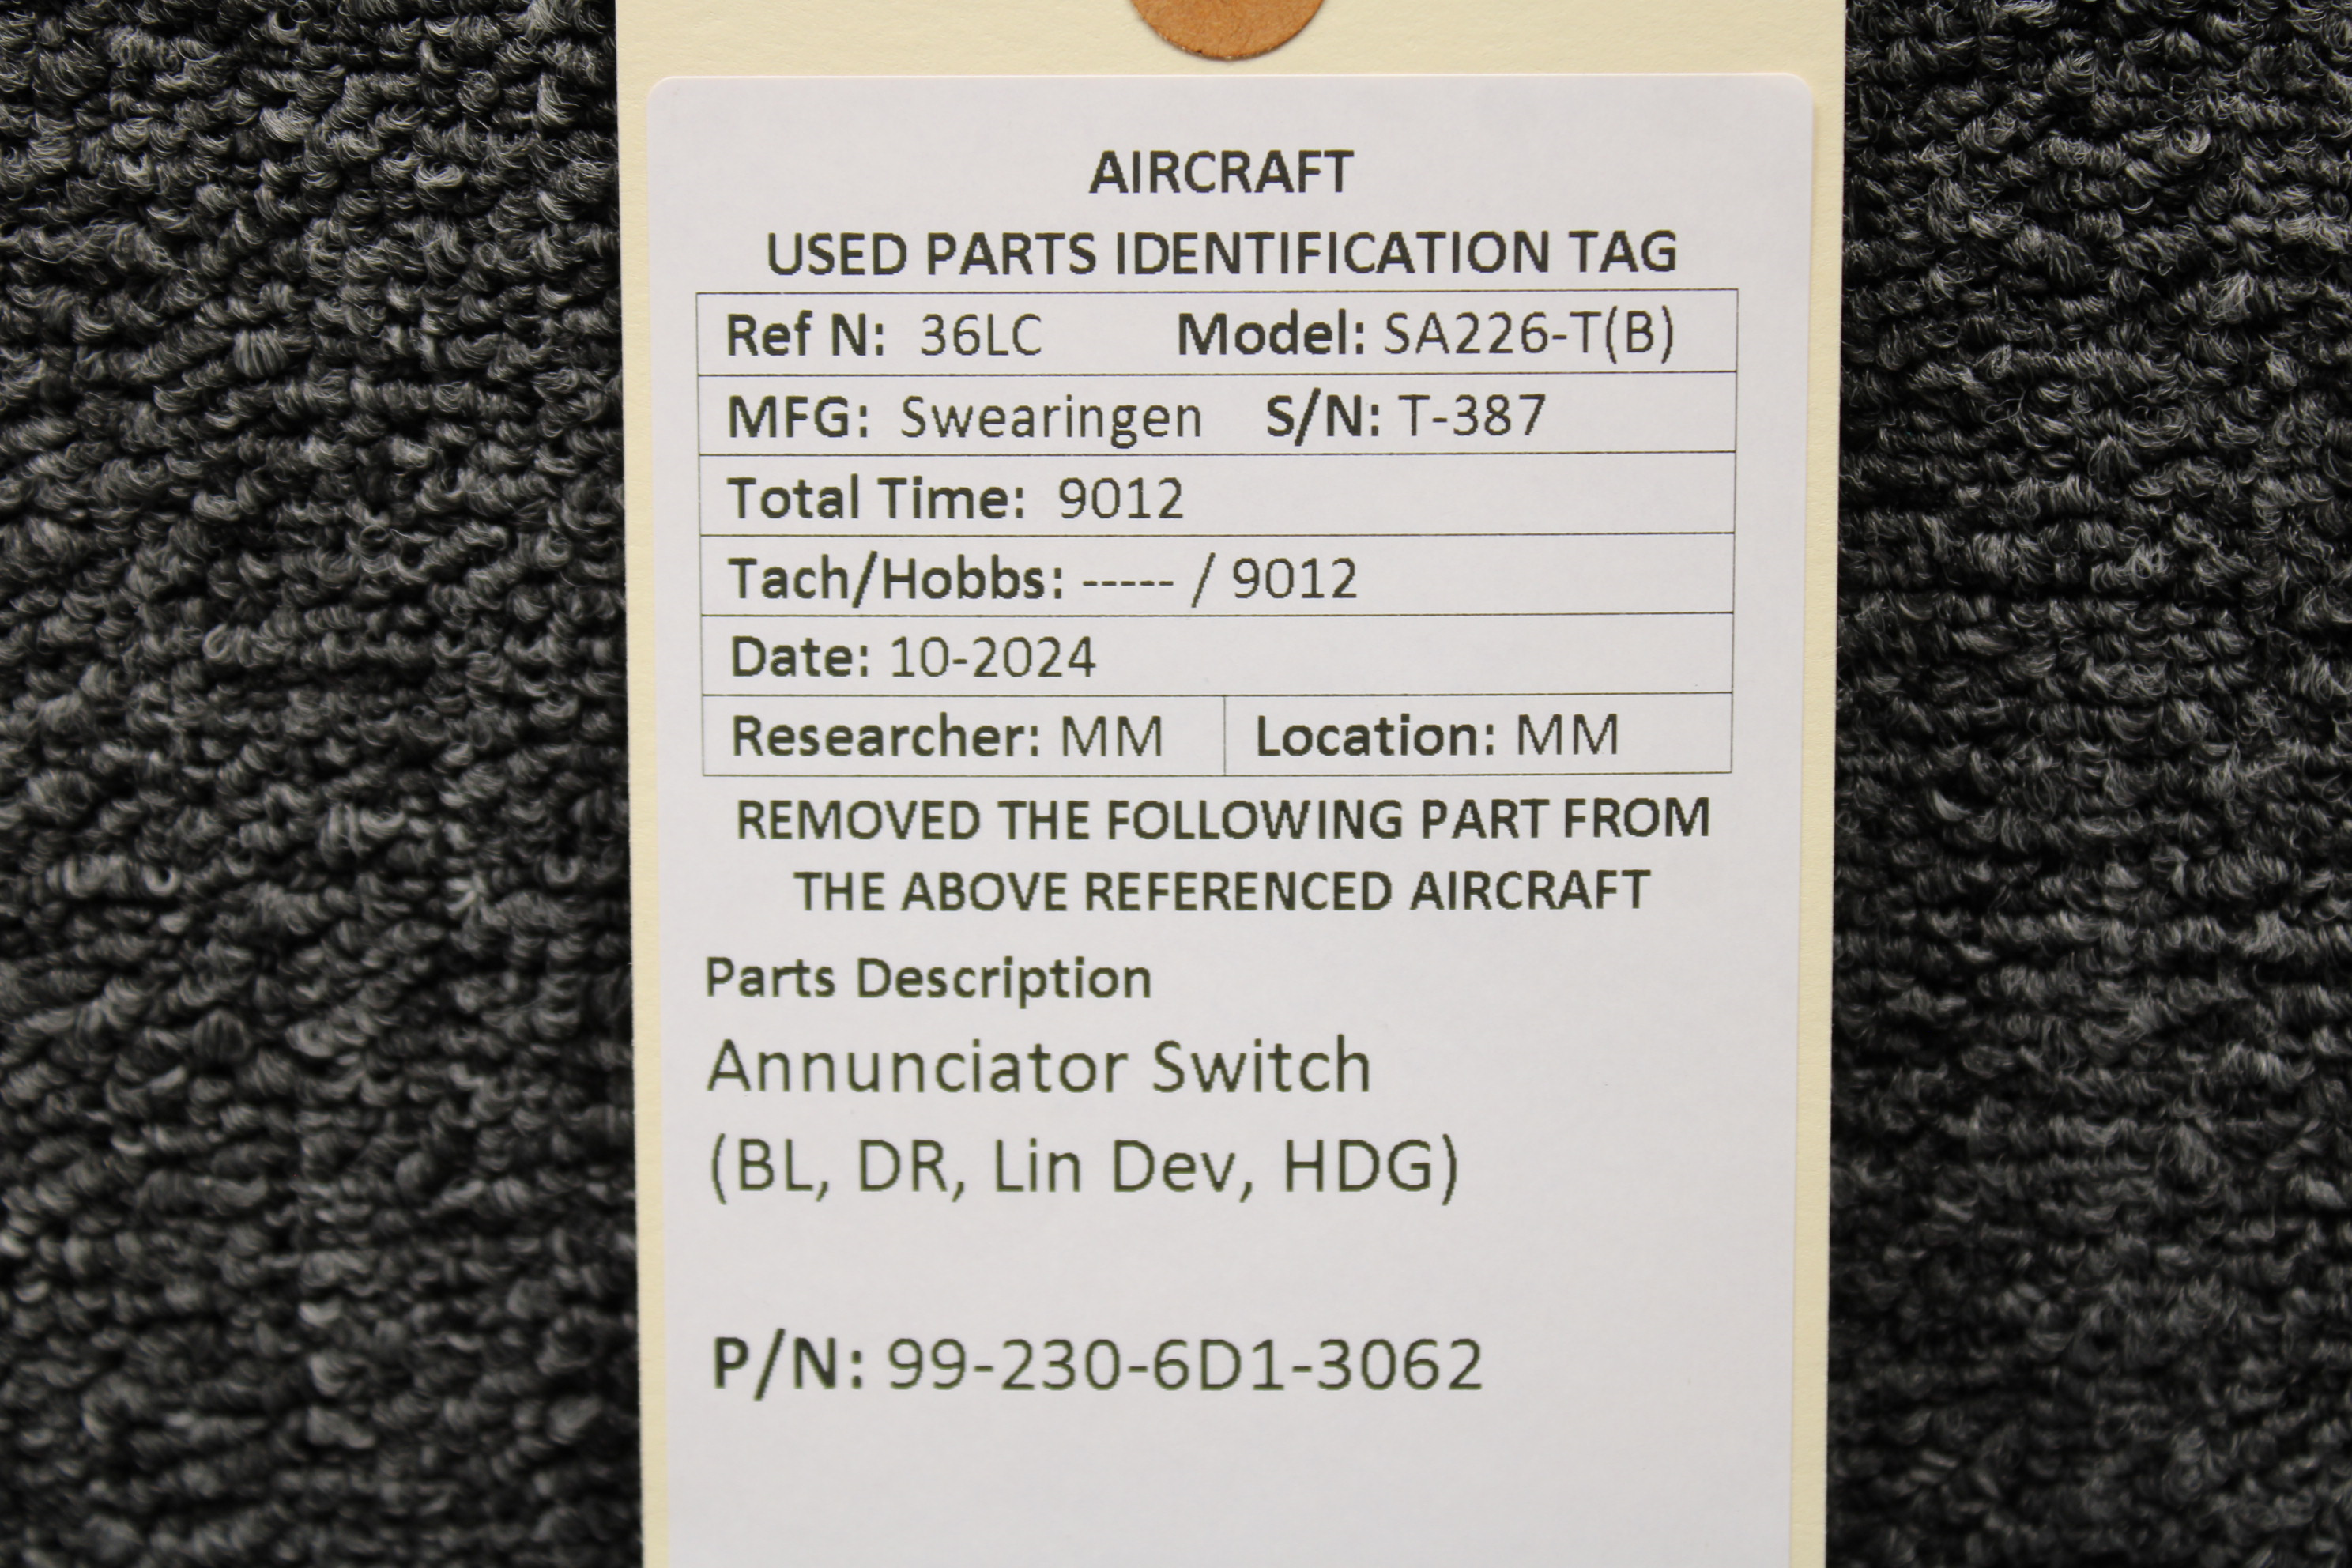 AIRCRAFT
USED PARTS IDENTIFICATION TAG
Ref N: 36LC Model: SA226-T(B)
MFG: Swearingen S/N: T-387
Total Time: 9012
Tach/Hobbs: ----- / 9012
Date: 10-2024
Researcher: MM Location: MM
REMOVED THE FOLLOWING PART FROM
THE ABOVE REFERENCED AIRCRAFT
Parts Description
Annunciator Switch
(BL, DR, Lin Dev, HDG)
P/N: 99-230-6D1-3062